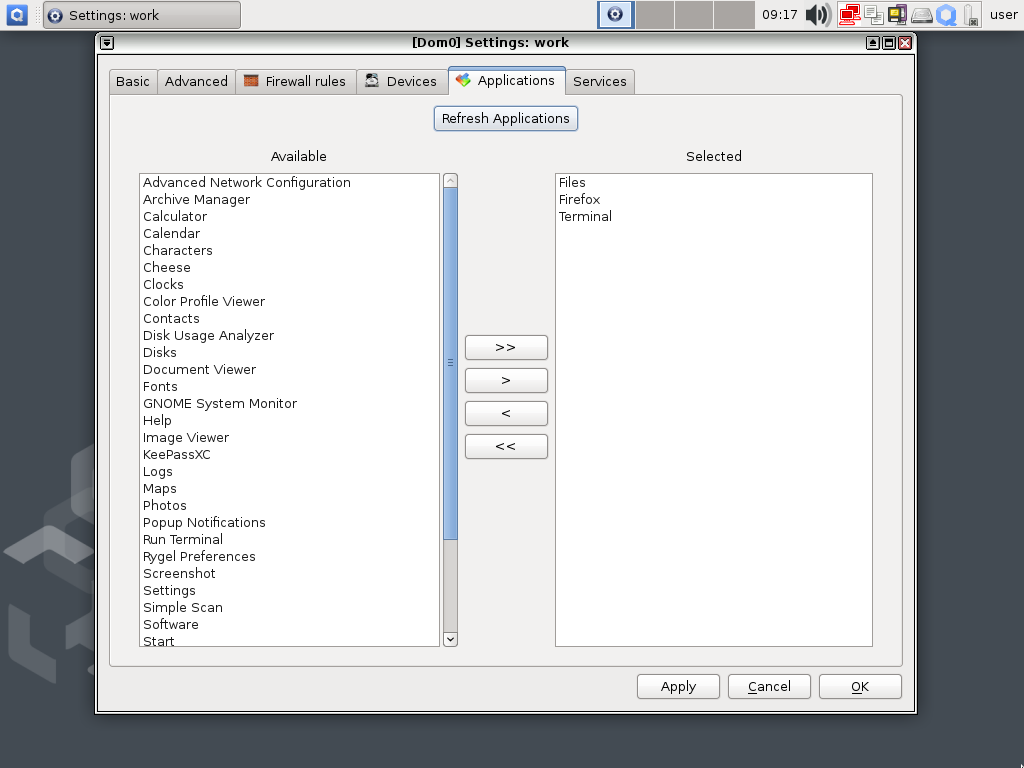 Settings: work
09:17
user
[Dom0] Settings: work
Basic
Advanced
Firewall rules
Devices
Applications
Services
Refresh Applications
Available
Selected
Advanced Network Configuration
Archive Manager
Calculator
Calendar
Characters
Cheese
Clocks
Color Profile Viewer
Contacts
Disk Usage Analyzer
Disks
Document Viewer
Fonts
GNOME System Monitor
Help
Image Viewer
KeePassXC
Logs
Maps
Photos
Popup Notifications
Run Terminal
Rygel Preferences
Screenshot
Settings
Simple Scan
Software
Start
>>
>
<
<<
Files
Firefox
Terminal
Apply
Cancel
OK